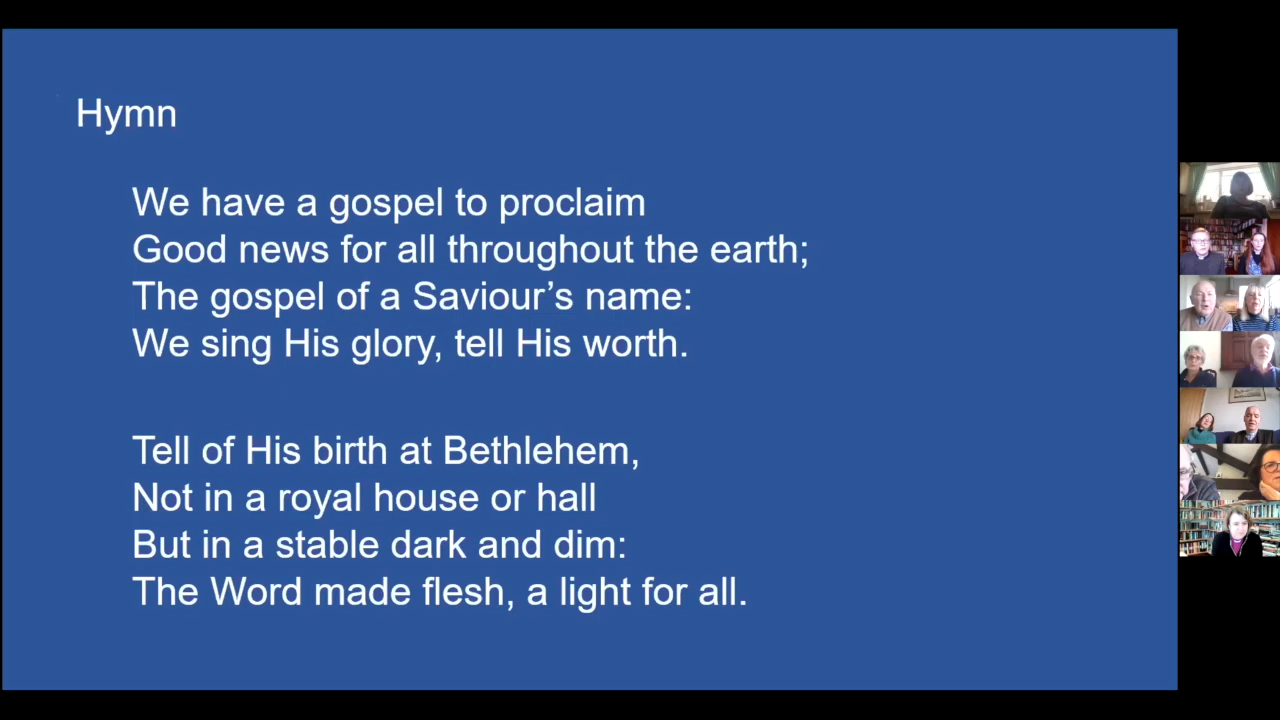 Hymn
We have a gospel to proclaim
Good news for all throughout the earth;
The gospel of a Saviour’s name:
We sing His glory, tell His worth.
Tell of His birth at Bethlehem,
Not in a royal house or hall
But in a stable dark and dim:
The Word made flesh, a light for all.